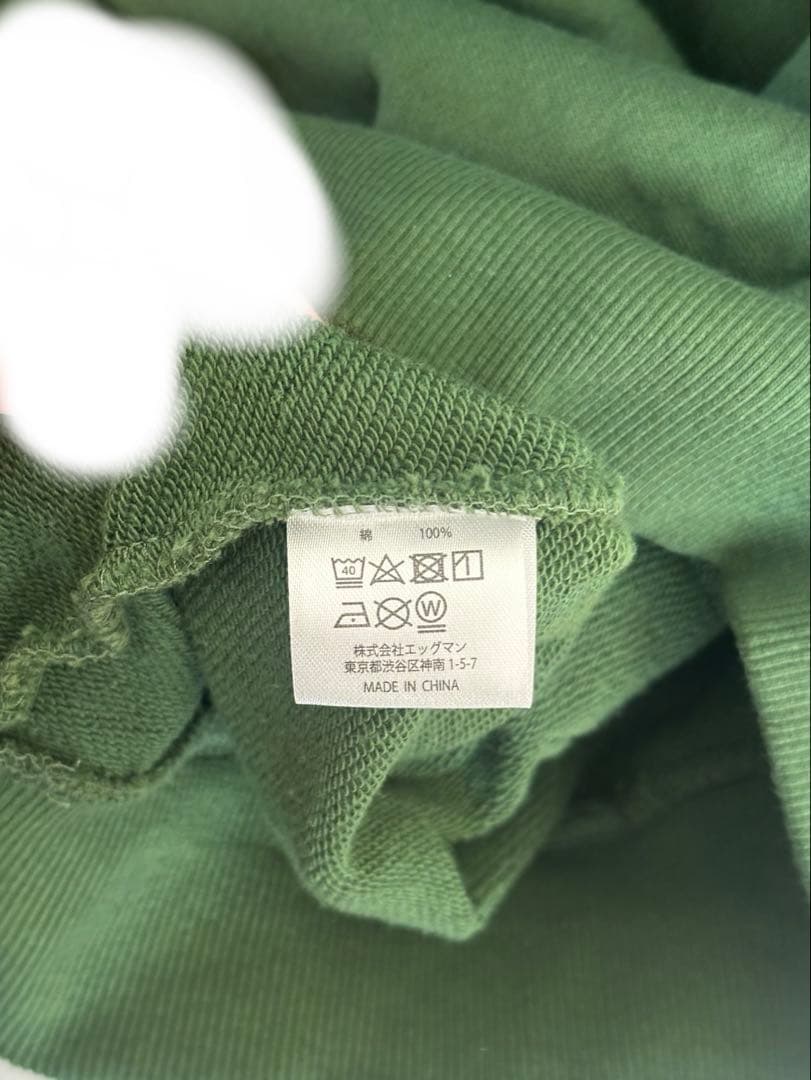 綿 100%
40
W
株式会社エッグマン
東京都渋谷区神南 1-5-7
MADE IN CHINA